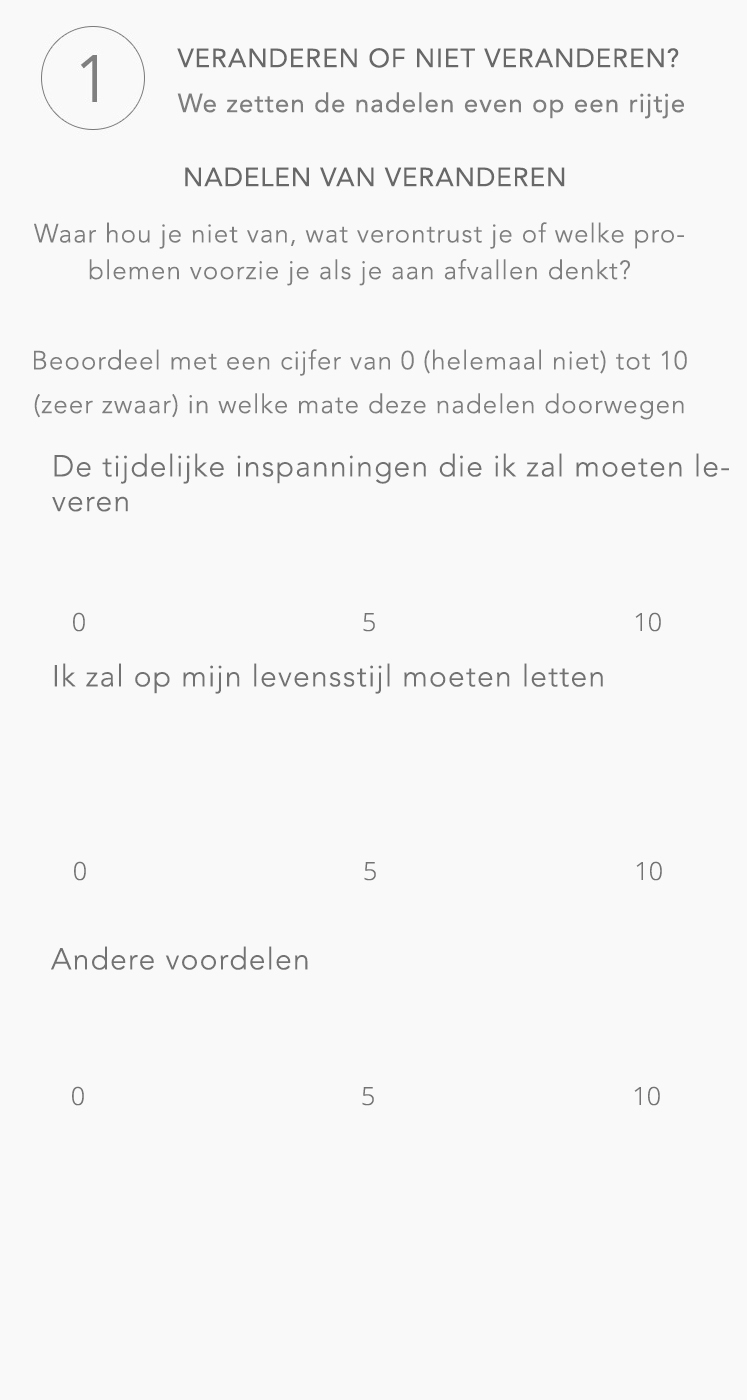 1
VERANDEREN OF NIET VERANDEREN?
We zetten de nadelen even op een rijtje
NADELEN VAN VERANDEREN
Waar hou je niet van, wat verontrust je of welke pro-
blemen voorzie je als je aan afvallen denkt?
Beoordeel met een cijfer van 0 (helemaal niet) tot 10
(zeer zwaar) in welke mate deze nadelen doorwegen
De tijdelijke inspanningen die ik zal moeten le-
veren
0 5 10
Ik zal op mijn levensstijl moeten letten
0 5 10
Andere voordelen
0 5 10